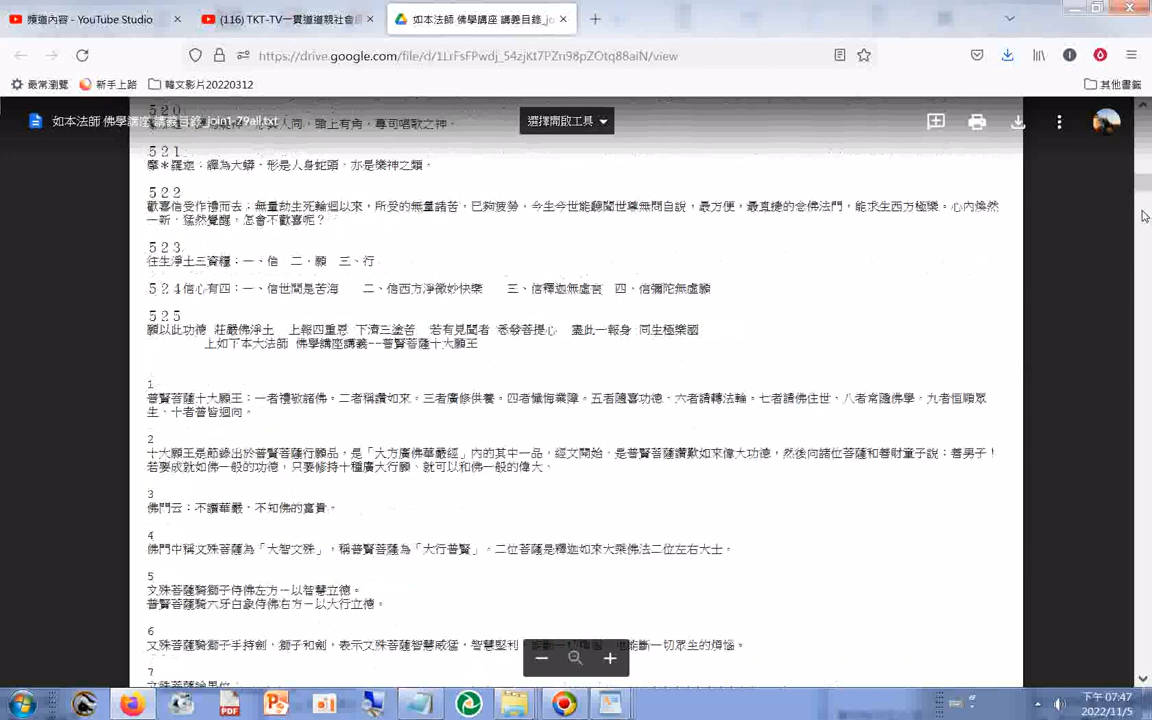 頻道內容 - YouTube Studio
(116) TKT-TV一貫道道親社會
如本法師 佛學講座 講義目錄_jo
https://drive.google.com/file/d/1LrFsFPwdj_54zjKt7PZn98pZOtq88aiN/view
最常瀏覽
新手上路
韓文影片20220312
其他書籤
520
如本法師 佛學講座 講義目錄_join1-79all.txt
頭上有角，專司唱歌之神。
選擇開啟工具
521
摩＊羅迦：譯為大蟒，形是人身蛇頭，亦是樂神之類。
522
歡喜信受作禮而去：無量劫生死輪迴以來，所受的無量諸苦，已夠疲勞，今生今世能聽聞世尊無問自說，最方便，最直捷的念佛法門，能求生西方極樂。心內煥然
一新，猛然覺醒，怎會不歡喜呢？
523
往生淨土三資糧：一、信　二、願　三、行
524信心有四：一、信世間是苦海　　二、信西方淨微妙快樂　　三、信釋迦無虛言　四、信彌陀無虛願
525
願以此功德　莊嚴佛淨土　上報四重恩　下濟三塗苦　若有見聞者　悉發菩提心　盡此一報身　同生極樂國
上如下本大法師　佛學講座講義--普賢菩薩十大願王
1
普賢菩薩十大願王：一者禮敬諸佛。二者稱讚如來。三者廣修供養。四者懺悔業障。五者隨喜功德。六者請轉法輪。七者請佛住世。八者常隨佛學。九者恒順眾
生。十者普皆迴向。
2
十大願王是節錄出於普賢菩薩行願品，是「大方廣佛華嚴經」內的其中一品，經文開始，是普賢菩薩讚歎如來偉大功德，然後向諸位菩薩和善財童子說：善男子！
若要成就如佛一般的功德，只要修持十種廣大行願、就可以和佛一般的偉大、
3
佛門云：不讀華嚴，不知佛的富貴。
4
佛門中稱文殊菩薩為「大智文殊」，稱普賢菩薩為「大行普賢」。二位菩薩是釋迦如來大乘佛法二位左右大士。
5
文殊菩薩騎獅子侍佛左方－以智慧立德。
普賢菩薩騎六牙白象侍佛右方－以大行立德。
6
文殊菩薩騎獅子手持劍，獅子和劍，表示文殊菩薩智慧威猛，智慧堅利，
能斷一切眾生的煩惱。
7
下午 07:47
2022/11/5